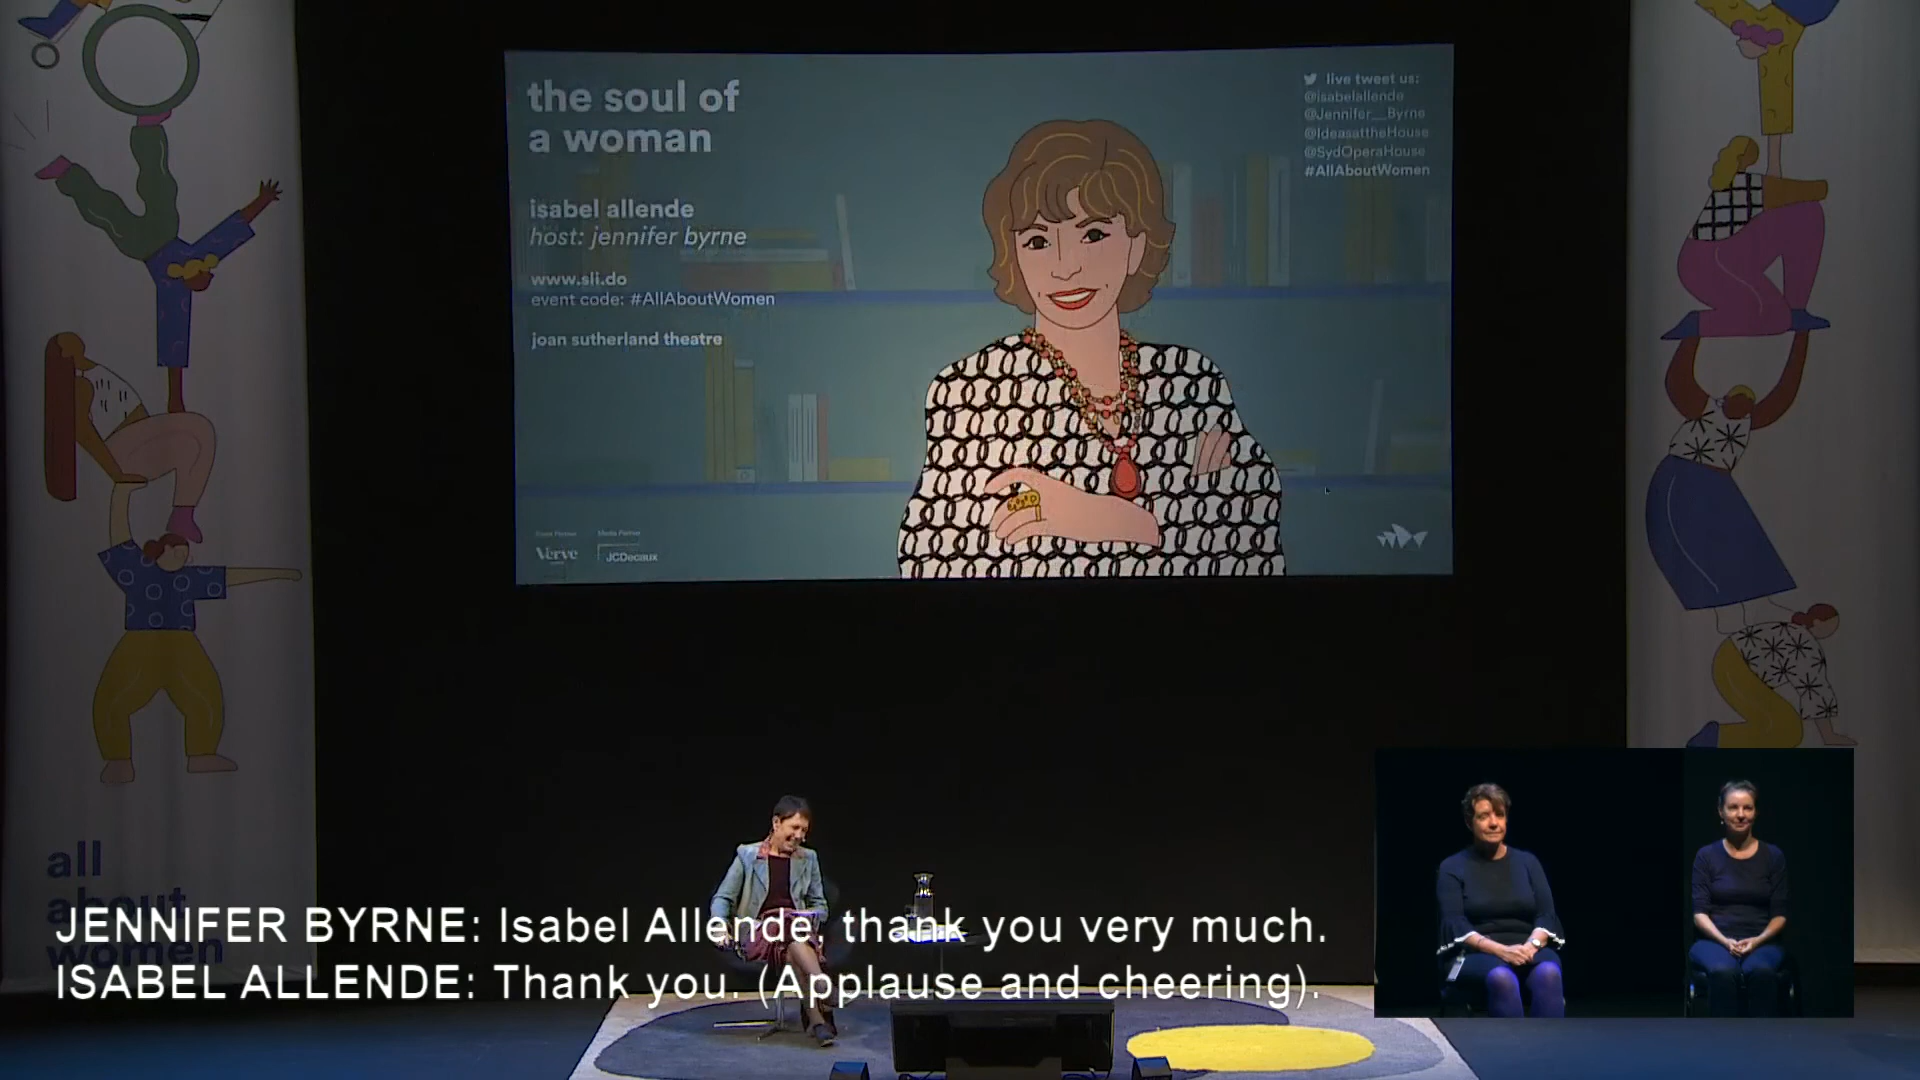 the soul of
a woman
isabel allende
host: jennifer byrne
www.sli.do
event code: #AllAboutWomen
joan sutherland theatre
live tweet us:
@isabelallende
@Jennifer__Byrne
@IdeasattheHouse
@SydOperaHouse
#AllAboutWomen
Media Partner
Verve
JCDecaux
all
about
women
JENNIFER BYRNE: Isabel Allende, thank you very much.
ISABEL ALLENDE: Thank you. (Applause and cheering).